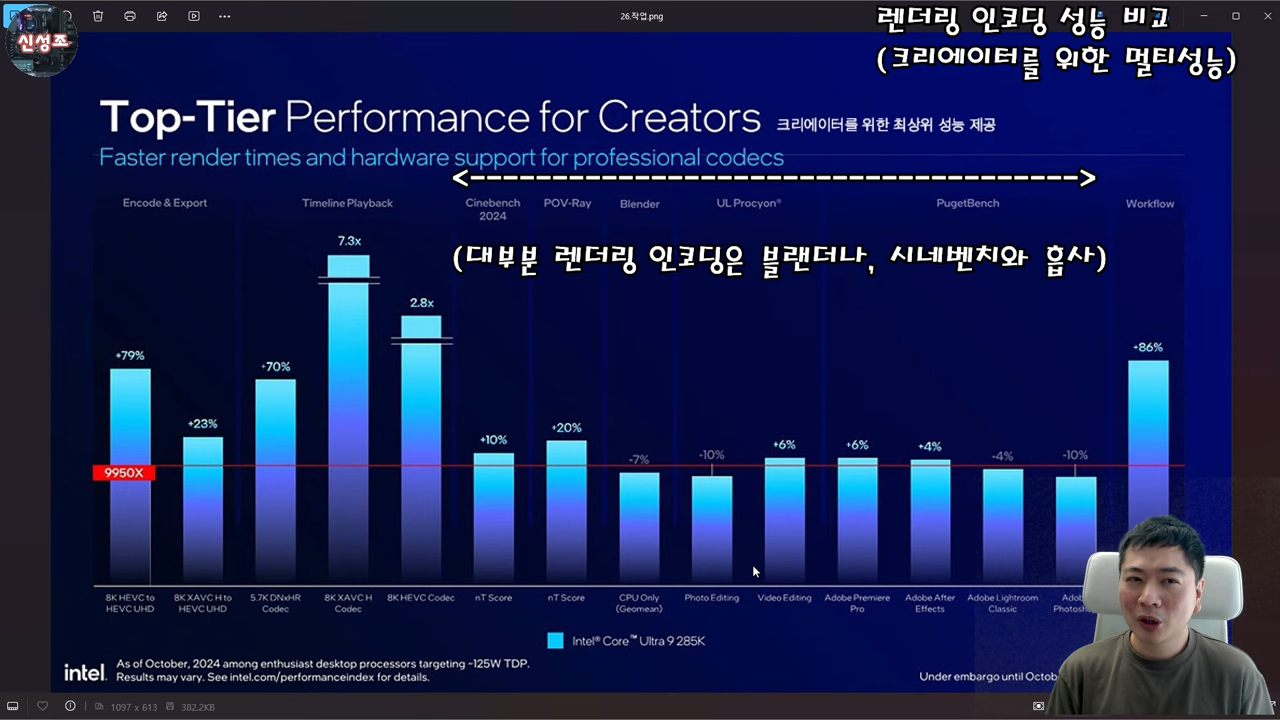 26.작업.png
신성조
렌더링 인코딩 성능 비교
(크리에이터를 위한 멀티성능)
Top-Tier Performance for Creators 크리에이터를 위한 최상위 성능 제공
Faster render times and hardware support for professional codecs
<------------------------------------>
Encode & Export
Timeline Playback
Cinebench
2024
POV-Ray
Blender
UL Procyon®
PugetBench
Workflow
(대부분 렌더링 인코딩은 블랜더나, 시네벤치와 흡사)
+79%
+23%
+70%
7.3x
2.8x
+10%
+20%
-7%
-10%
+6%
+6%
+4%
-4%
-10%
+86%
9950X
8K HEVC to
HEVC UHD
8K XAVC H to
HEVC UHD
5.7K DNxHR
Codec
8K XAVC H
Codec
8K HEVC Codec
nT Score
nT Score
CPU Only
(Geomean)
Photo Editing
Video Editing
Adobe Premiere
Pro
Adobe After
Effects
Adobe Lightroom
Classic
Intel® Core™ Ultra 9 285K
intel.
As of October, 2024 among enthusiast desktop processors targeting ~125W TDP.
Results may vary. See intel.com/performanceindex for details.
Under embargo until
1097 x 613
382.2KB